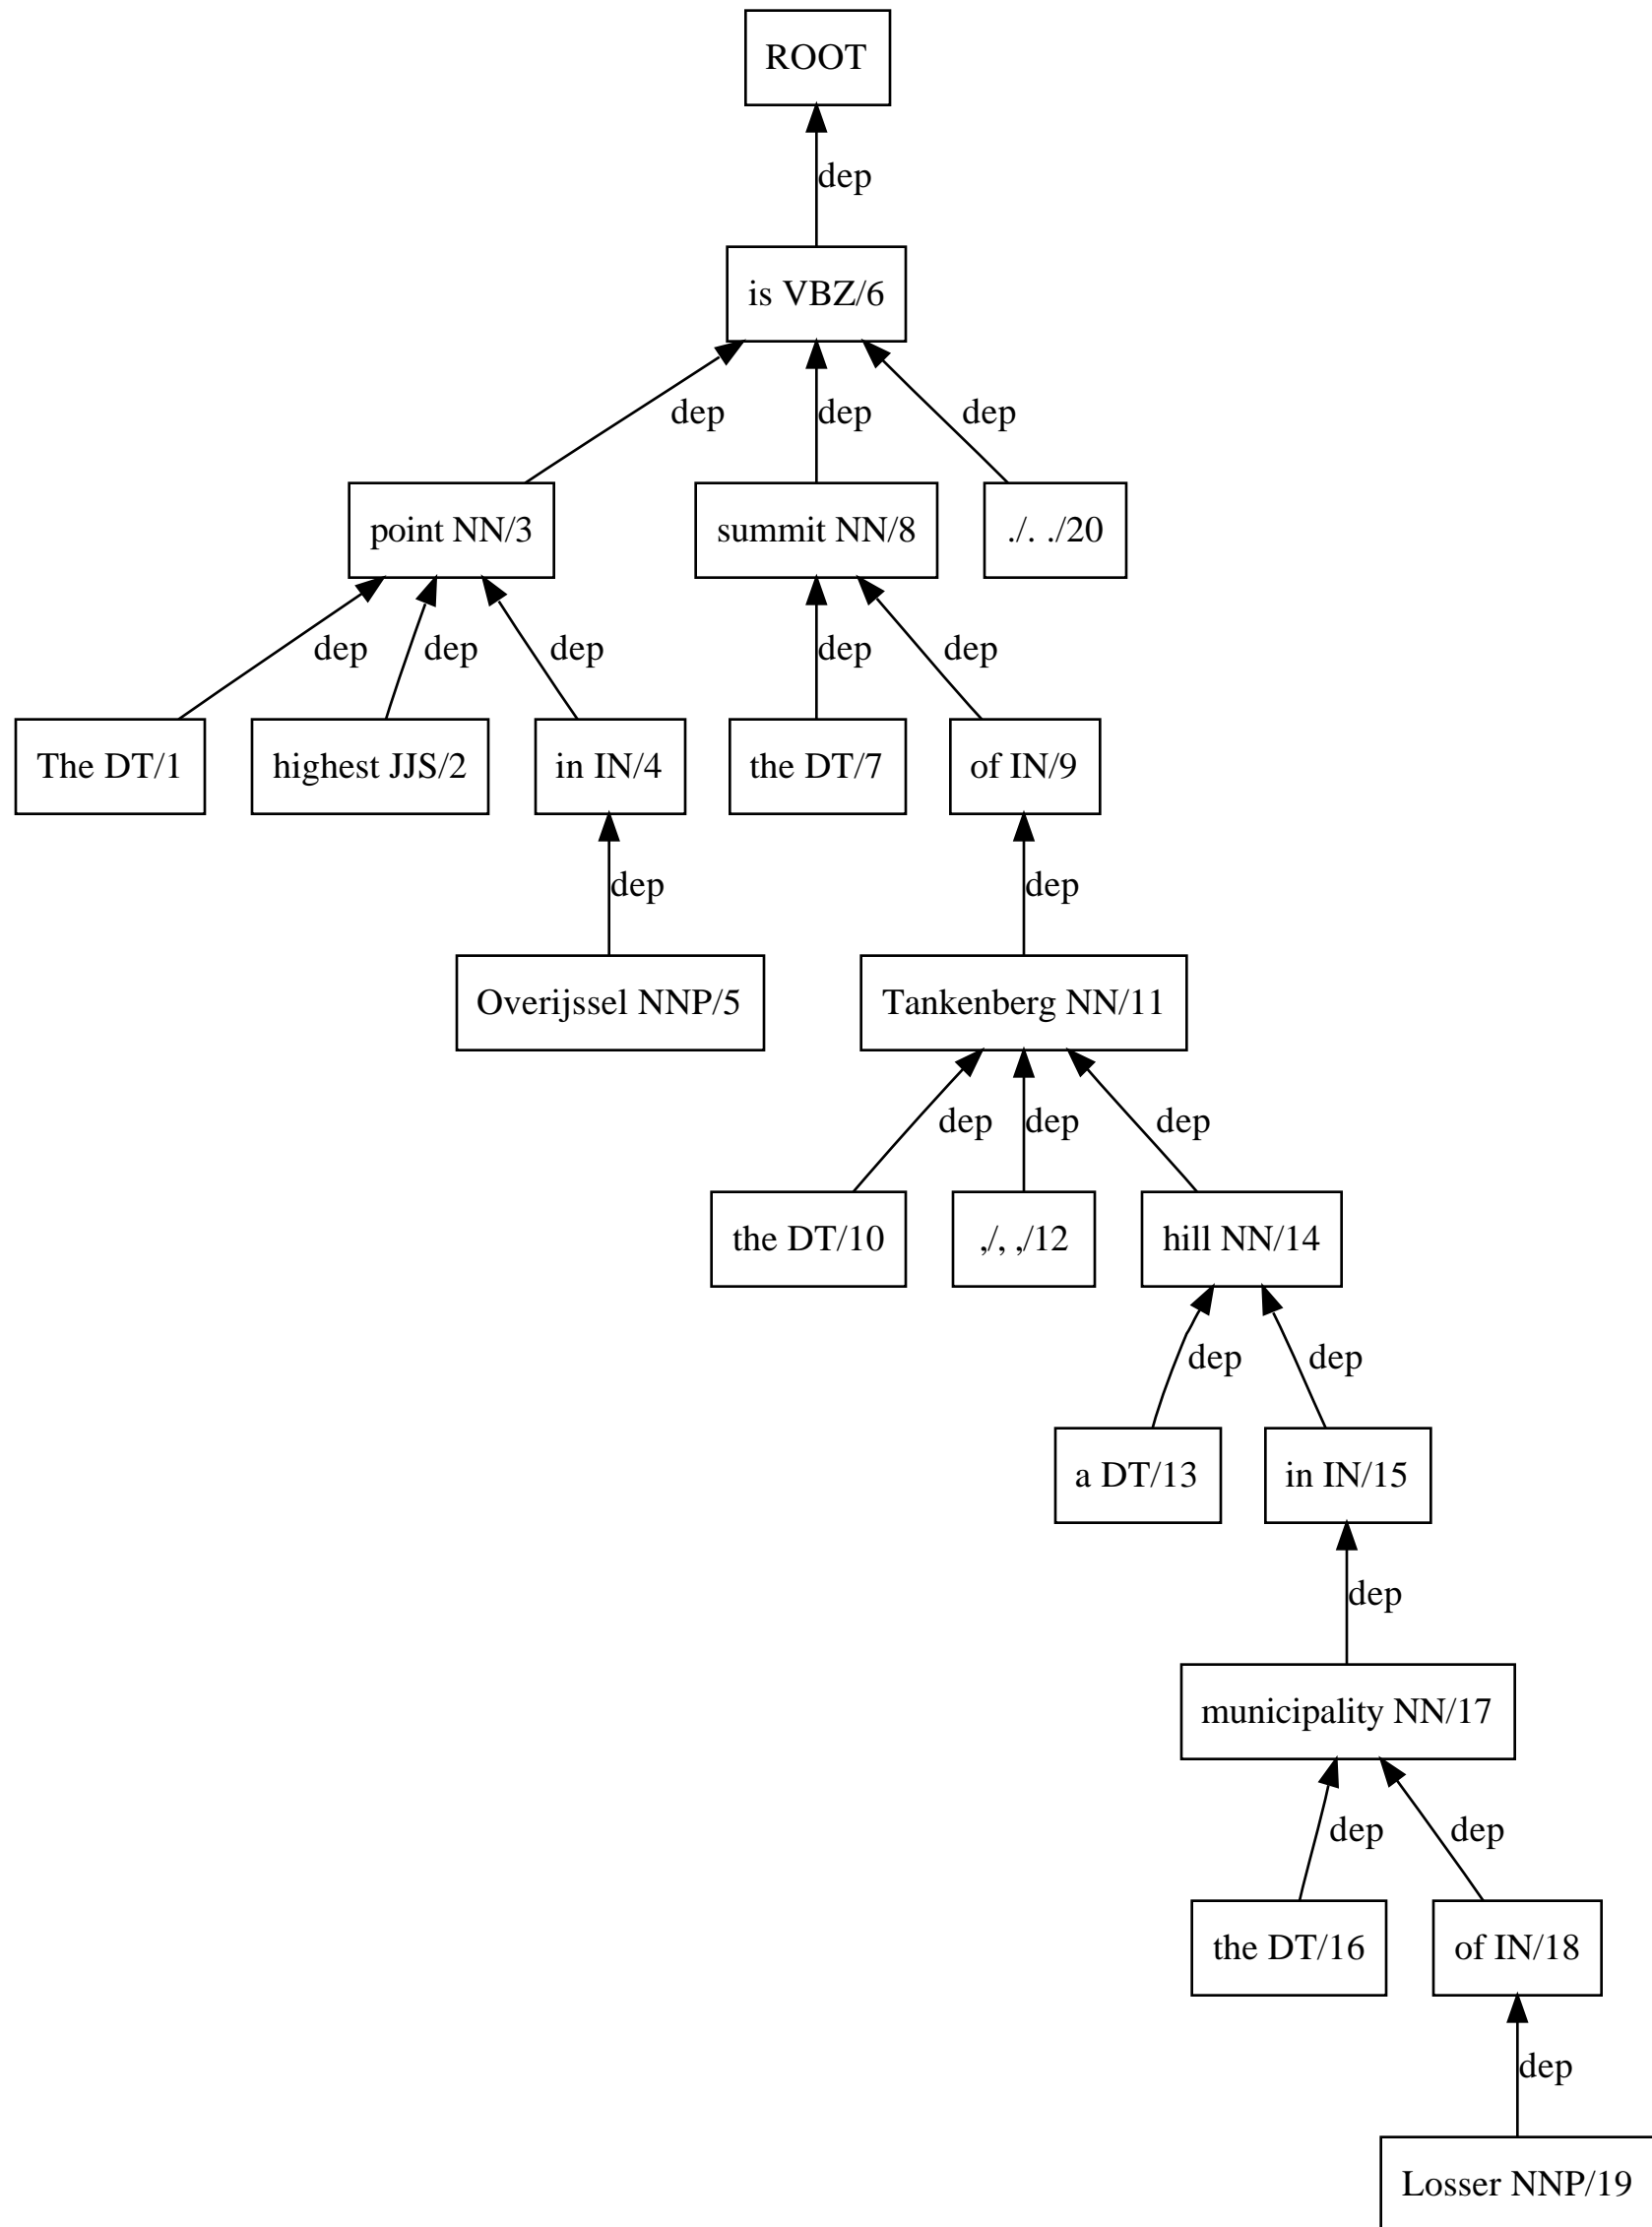 ROOT
dep
is VBZ/6
dep dep dep
point NN/3 summit NN/8 ./. ./20
dep dep dep dep dep
The DT/1 highest JJS/2 in IN/4 the DT/7 of IN/9
dep dep
Overijssel NNP/5 Tankenberg NN/11
dep dep dep
the DT/10 ,/, ,/12 hill NN/14
dep dep
a DT/13 in IN/15
dep
municipality NN/17
dep dep
the DT/16 of IN/18
dep
Losser NNP/19